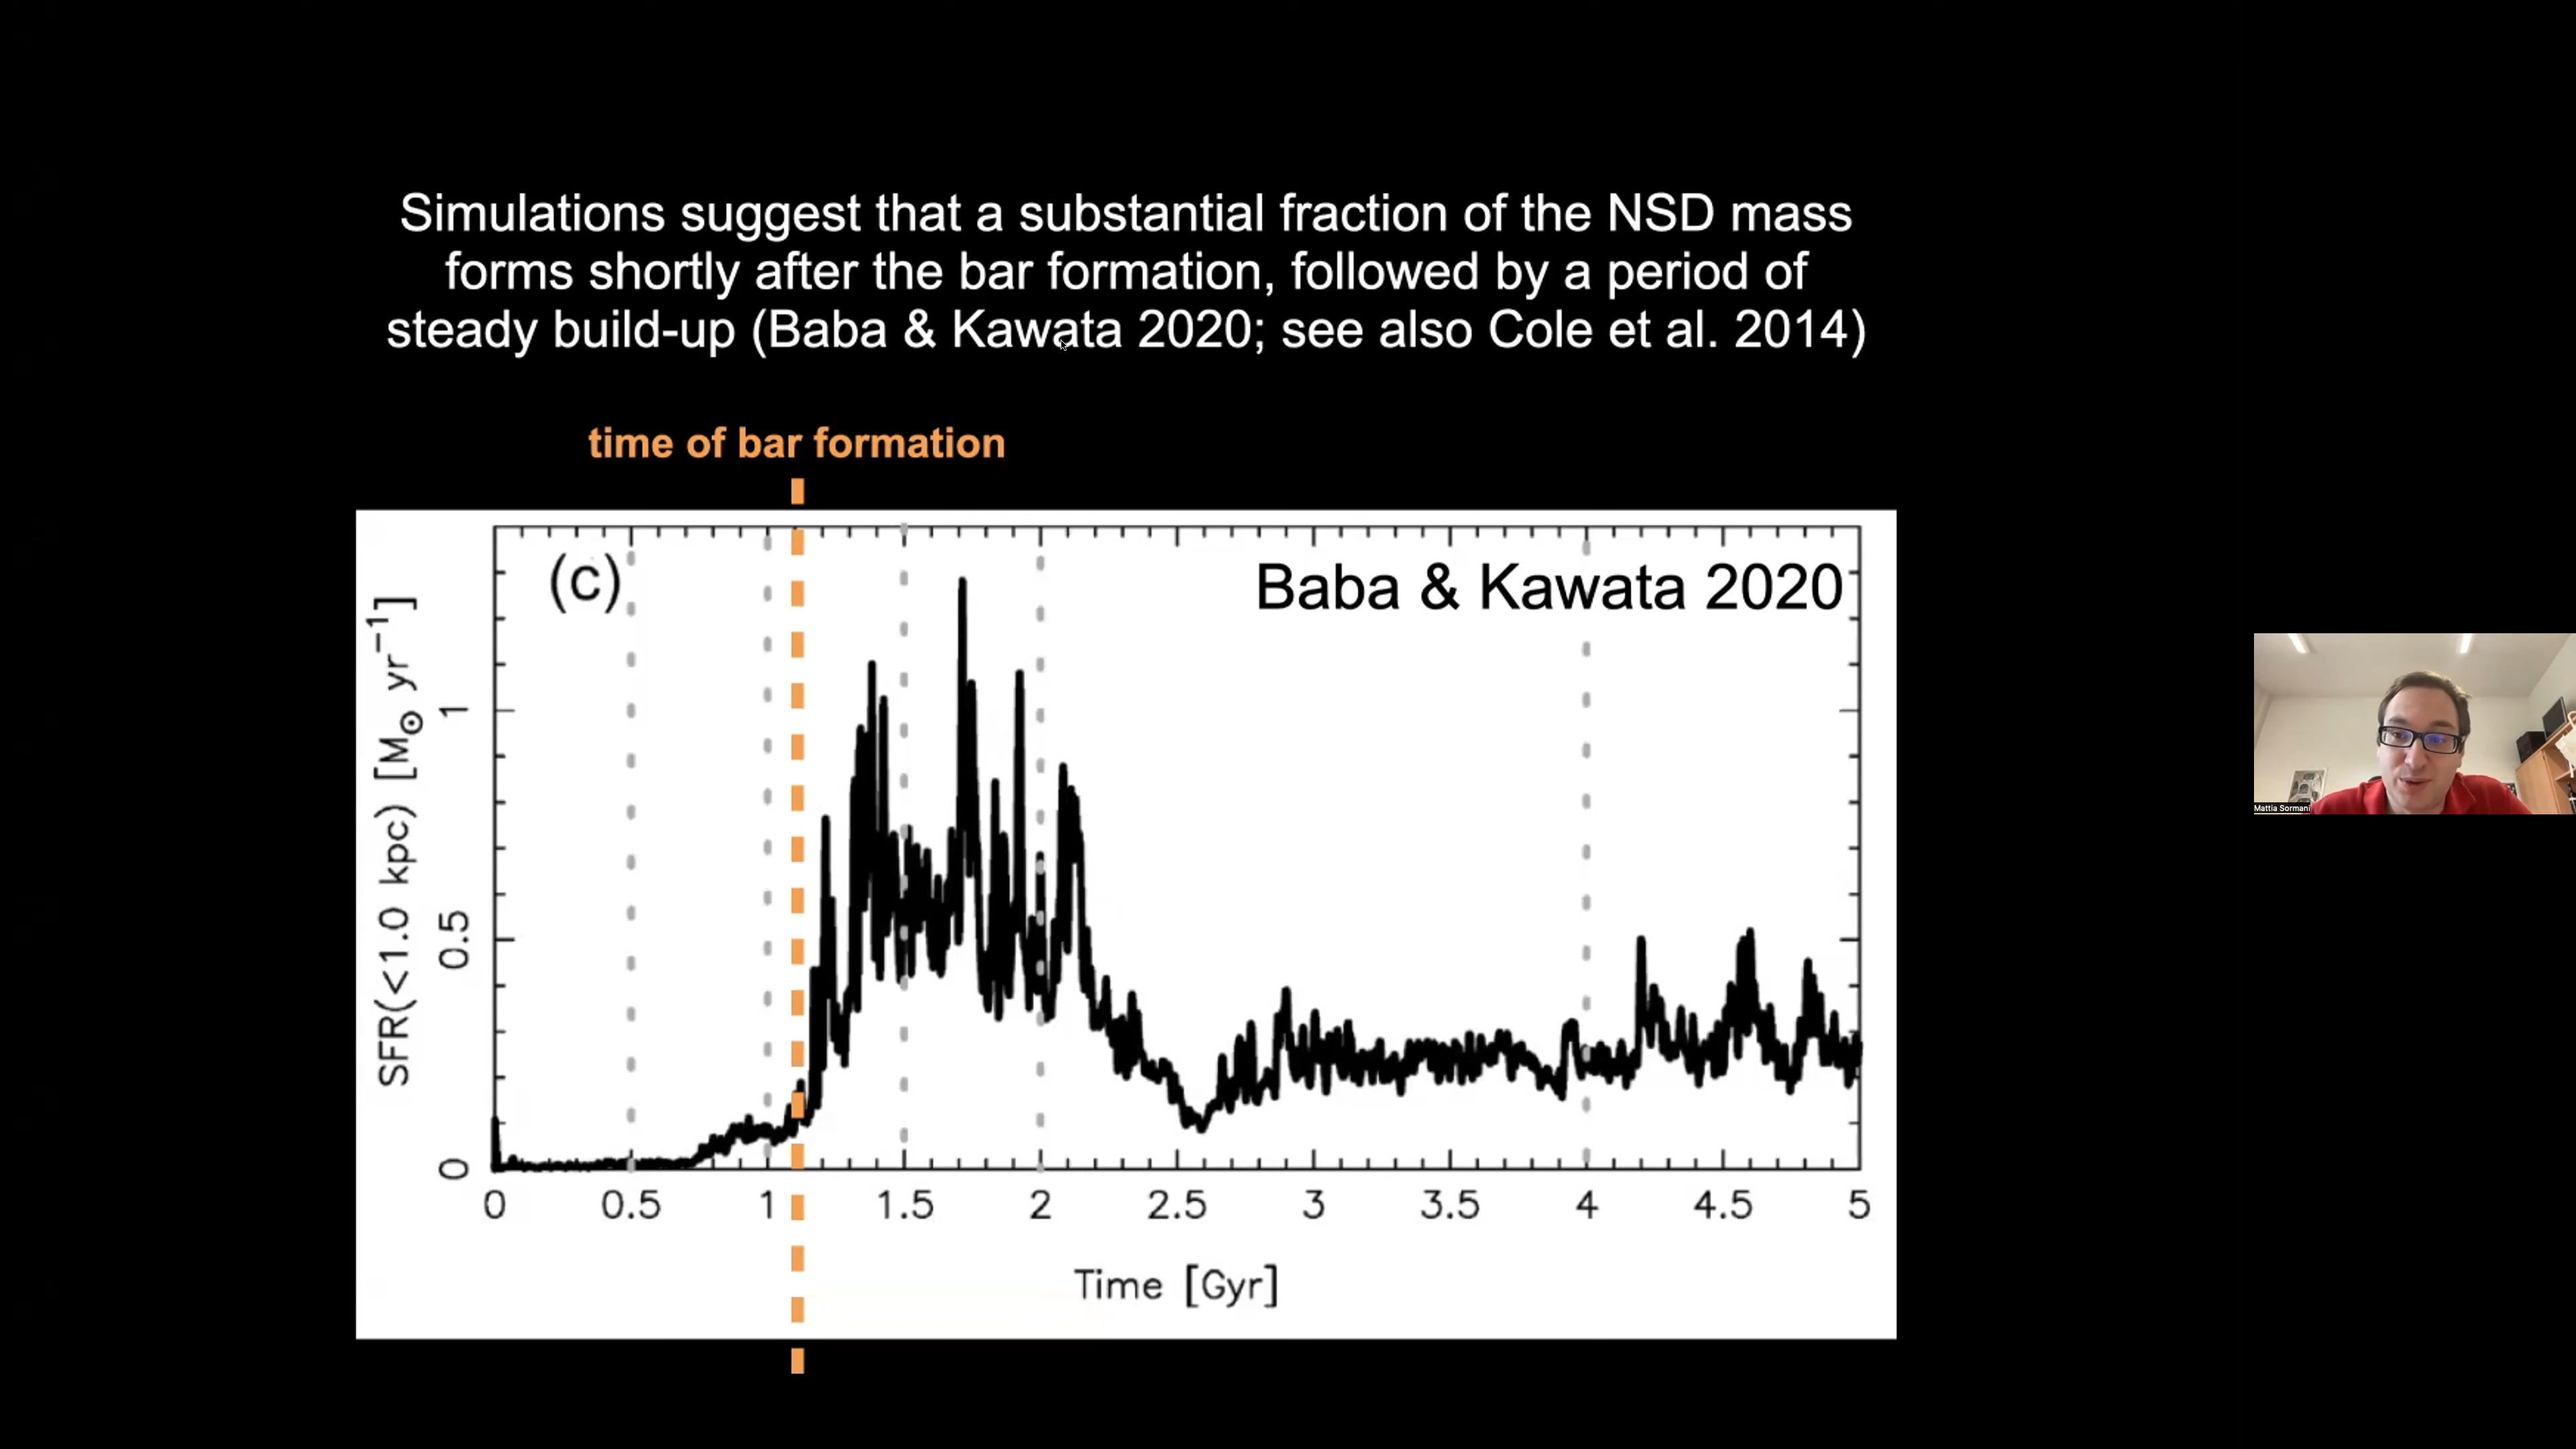 Simulations suggest that a substantial fraction of the NSD mass
forms shortly after the bar formation, followed by a period of
steady build-up (Baba & Kawata 2020; see also Cole et al. 2014)
time of bar formation
(c)
Baba & Kawata 2020
SFR(<1.0 kpc) [M⊙ yr⁻¹]
1
0.5
0
0 0.5 1 1.5 2 2.5 3 3.5 4 4.5 5
Time [Gyr]
Mattia Sormani